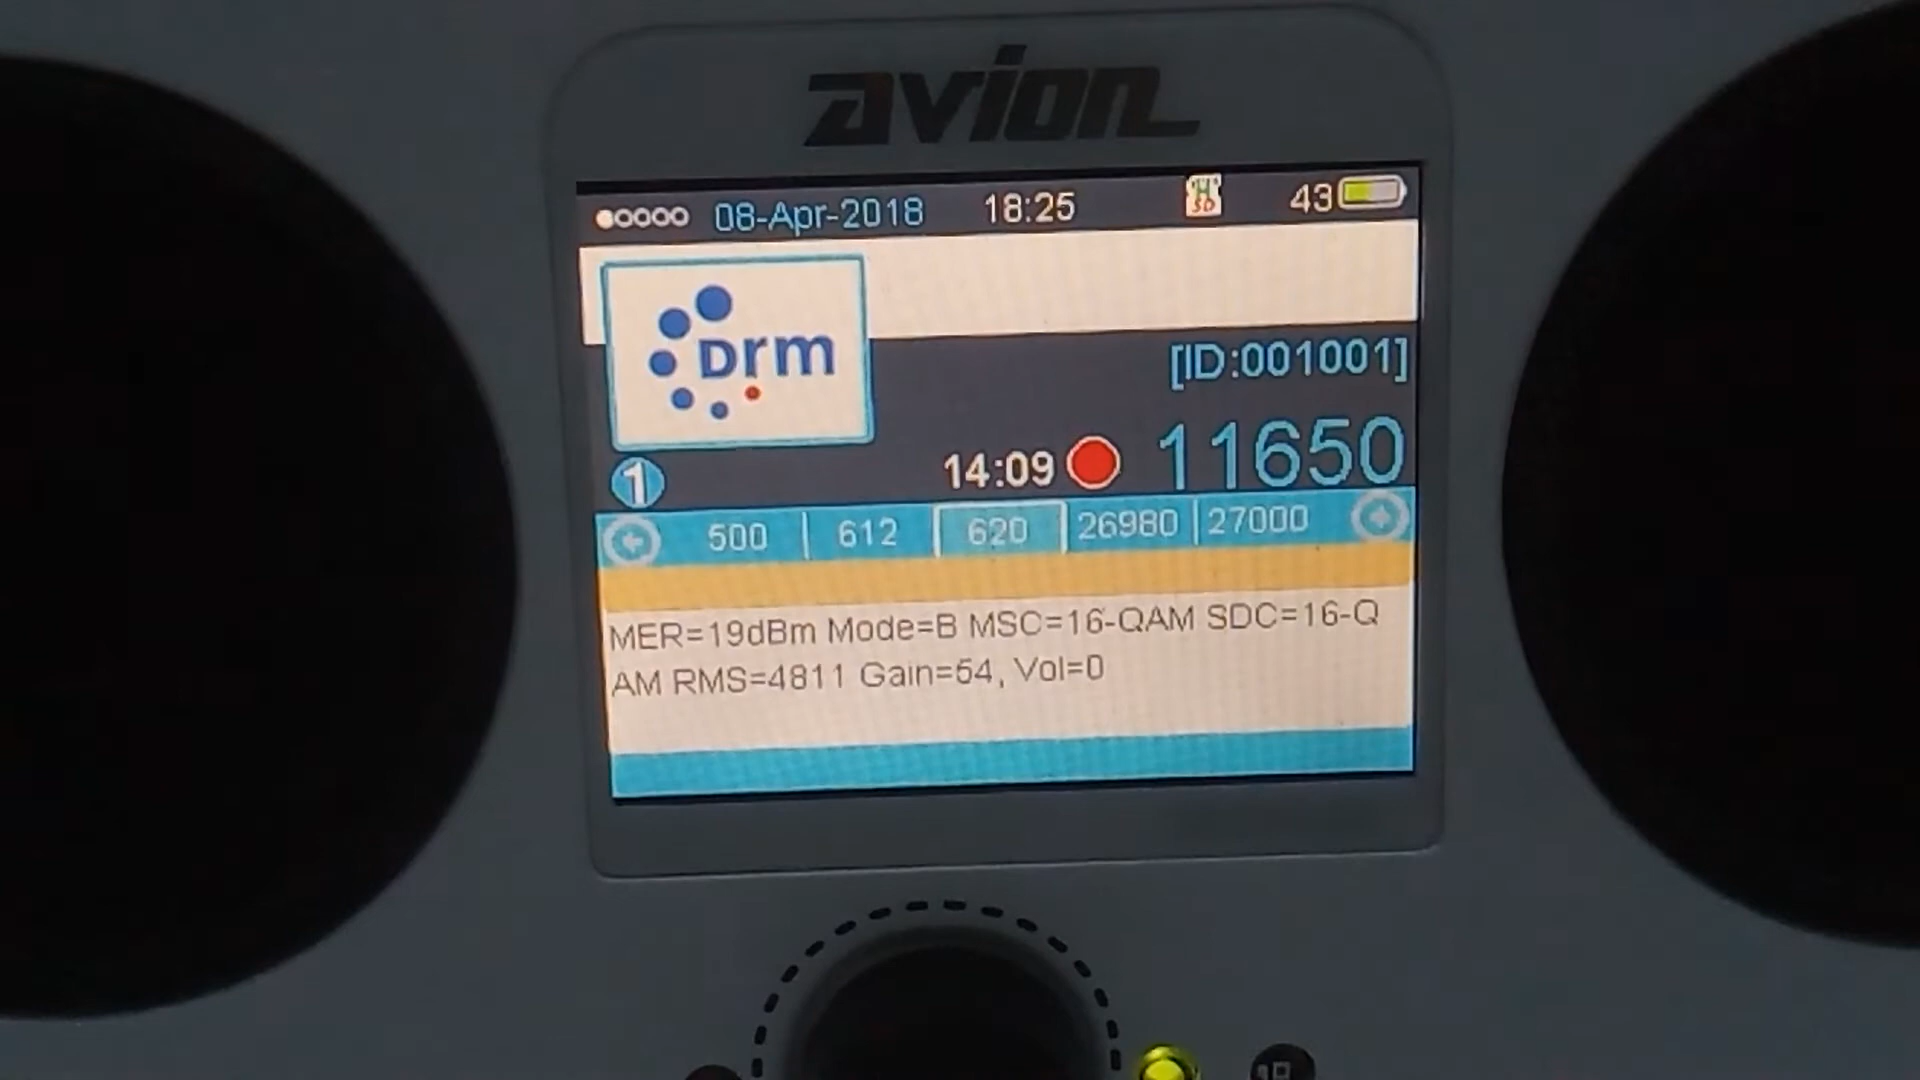 avion
08-Apr-2018 18:25 43
Drm
[ID:001001]
1 14:09 11650
500 612 620 26980 27000
MER=19dBm Mode=B MSC=16-QAM SDC=16-Q
AM RMS=4811 Gain=54, Vol=0